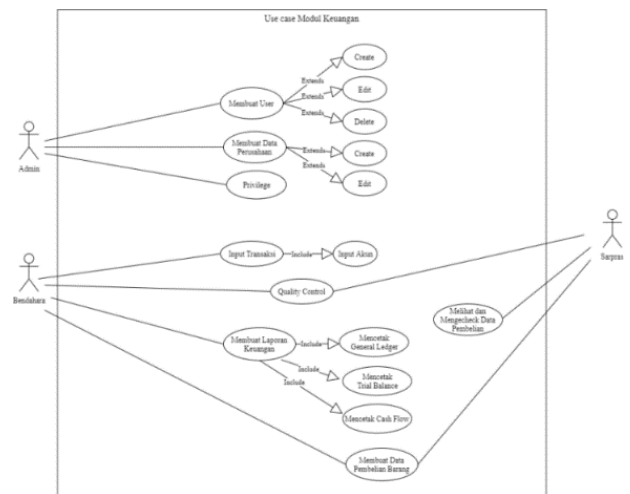 Use case Modul Keuangan
Create
Extends
Edit
Extends
Membuat User
Extends
Delete
Admin
Membuat Data
Perusahaan
Extends
Create
Extends
Edit
Privilege
Sarpras
Input Transaksi
Include
Input Akun
Bendahara
Quality Control
Melihat dan
Mengecheck Data
Pembelian
Membuat Laporan
Keuangan
Include
Mencetak
General Ledger
Include
Mencetak
Trial Balance
Include
Mencetak Cash Flow
Membuat Data
Pembelian Barang